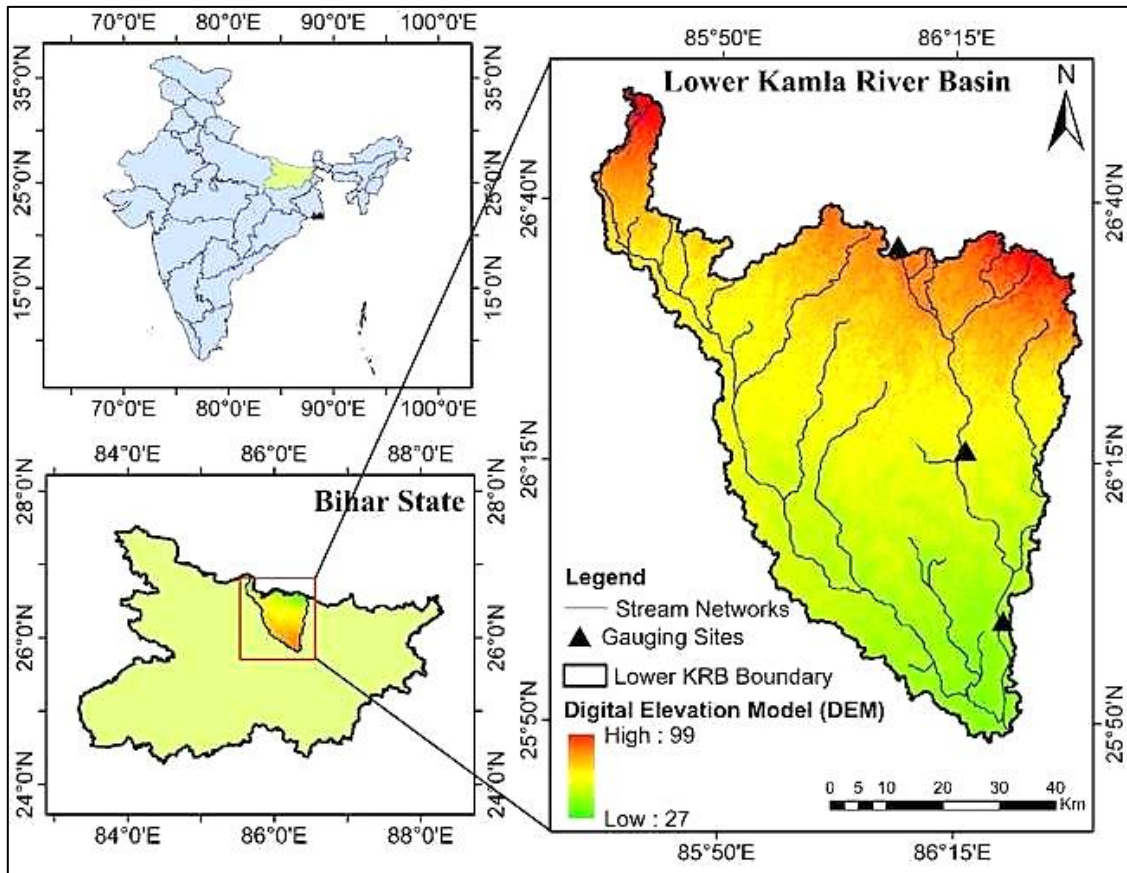 70°0'E 80°0'E 90°0'E 100°0'E
35°0'N
25°0'N
15°0'N
35°0'N
25°0'N
15°0'N
70°0'E 80°0'E 90°0'E 100°0'E
84°0'E 86°0'E 88°0'E
Bihar State
28°0'N
26°0'N
24°0'N
28°0'N
26°0'N
24°0'N
84°0'E 86°0'E 88°0'E
85°50'E 86°15'E
Lower Kamla River Basin
N
26°40'N
26°15'N
25°50'N
26°40'N
26°15'N
25°50'N
Legend
Stream Networks
Gauging Sites
Lower KRB Boundary
Digital Elevation Model (DEM)
High : 99
Low : 27
0 5 10 20 30 40
Km
85°50'E 86°15'E